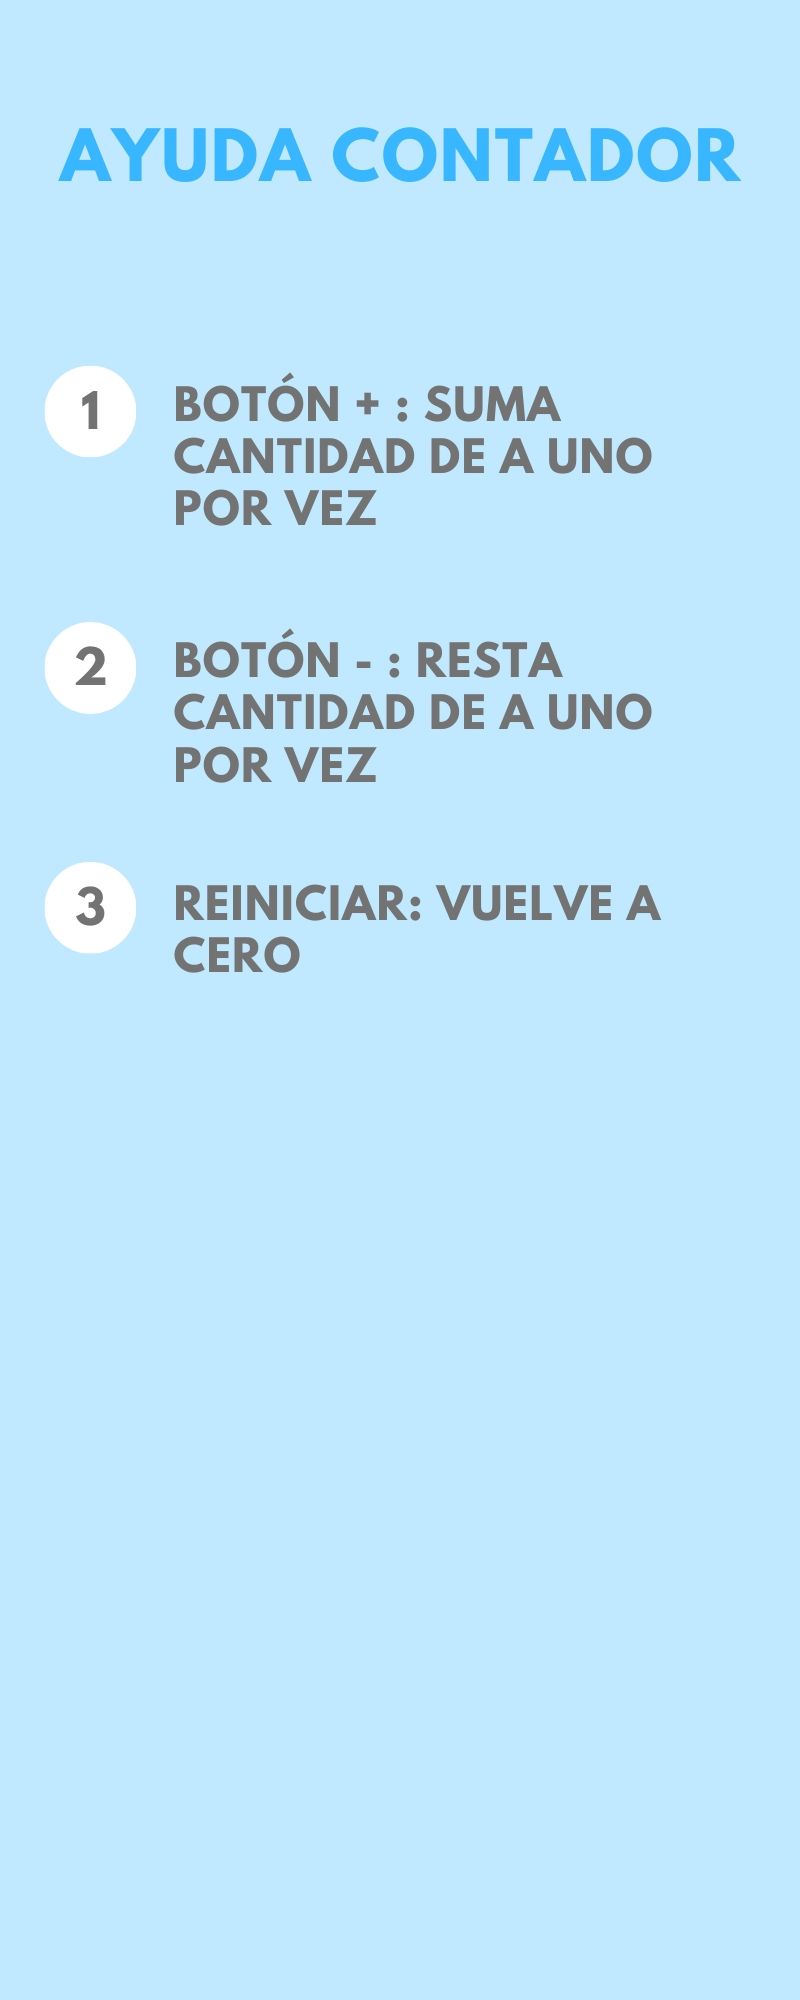 AYUDA CONTADOR
1
BOTÓN + : SUMA
CANTIDAD DE A UNO
POR VEZ
2
BOTÓN - : RESTA
CANTIDAD DE A UNO
POR VEZ
3
REINICIAR: VUELVE A
CERO